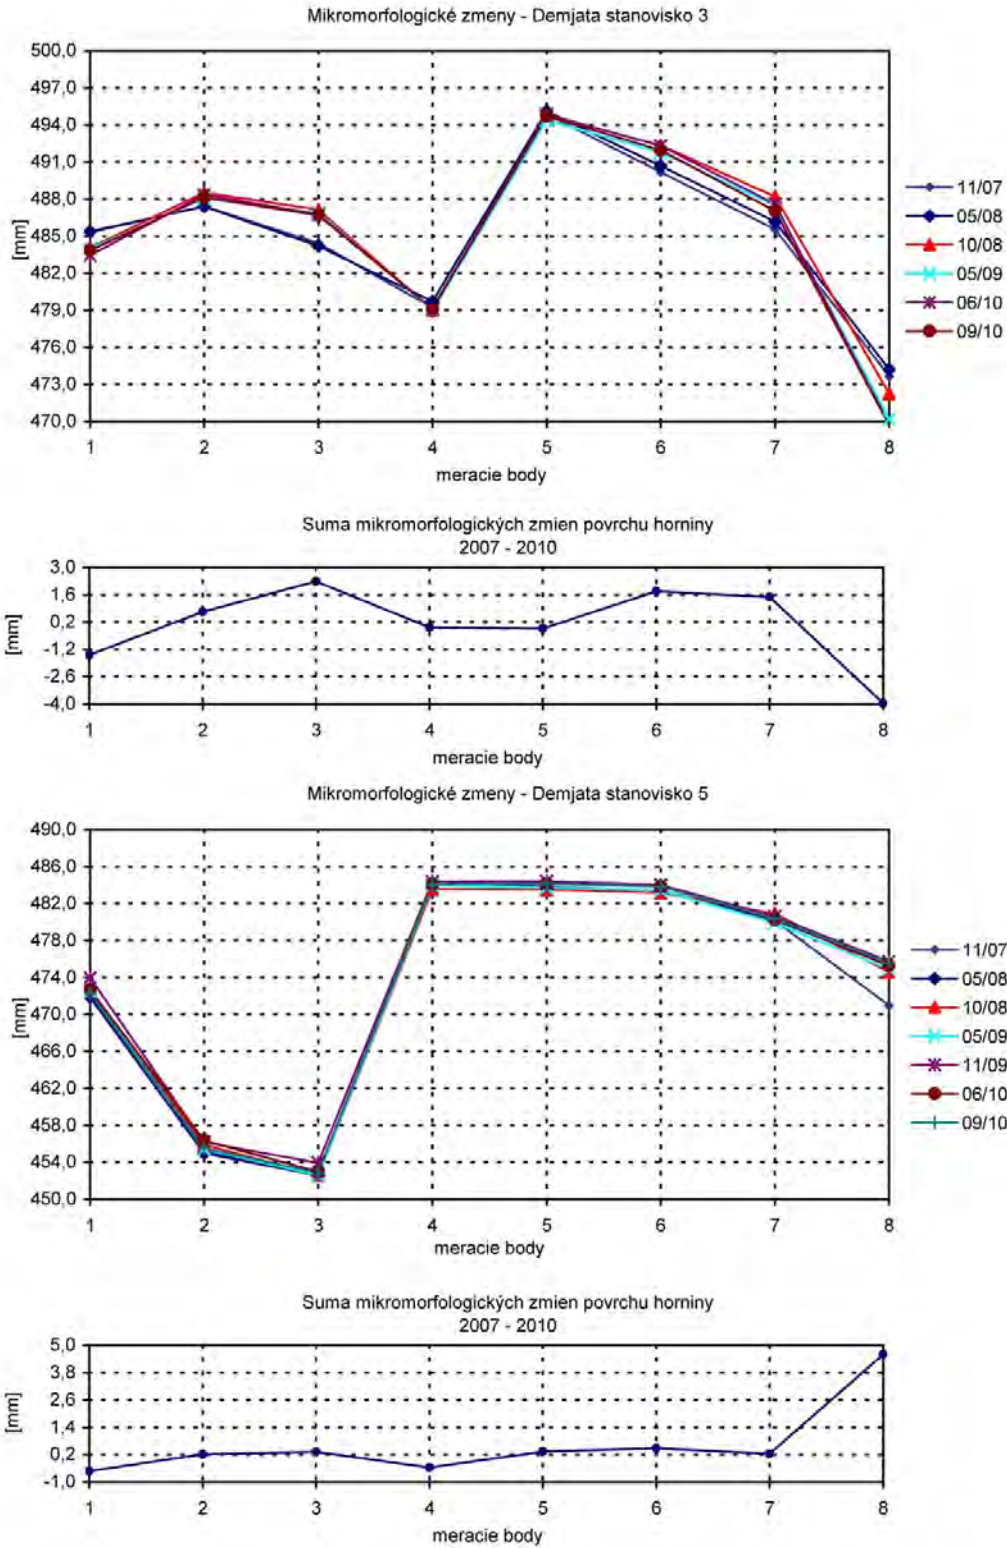 Mikromorfologické zmeny - Demjata stanovisko 3
500,0
497,0
494,0
491,0
488,0
485,0
482,0
479,0
476,0
473,0
470,0
[mm]
1 2 3 4 5 6 7 8
meracie body
11/07
05/08
10/08
05/09
06/10
09/10
Suma mikromorfologických zmien povrchu horniny
2007 - 2010
3,0
1,6
0,2
-1,2
-2,6
-4,0
[mm]
1 2 3 4 5 6 7 8
meracie body
Mikromorfologické zmeny - Demjata stanovisko 5
490,0
486,0
482,0
478,0
474,0
470,0
466,0
462,0
458,0
454,0
450,0
[mm]
1 2 3 4 5 6 7 8
meracie body
11/07
05/08
10/08
05/09
11/09
06/10
09/10
Suma mikromorfologických zmien povrchu horniny
2007 - 2010
5,0
3,8
2,6
1,4
0,2
-1,0
[mm]
1 2 3 4 5 6 7 8
meracie body